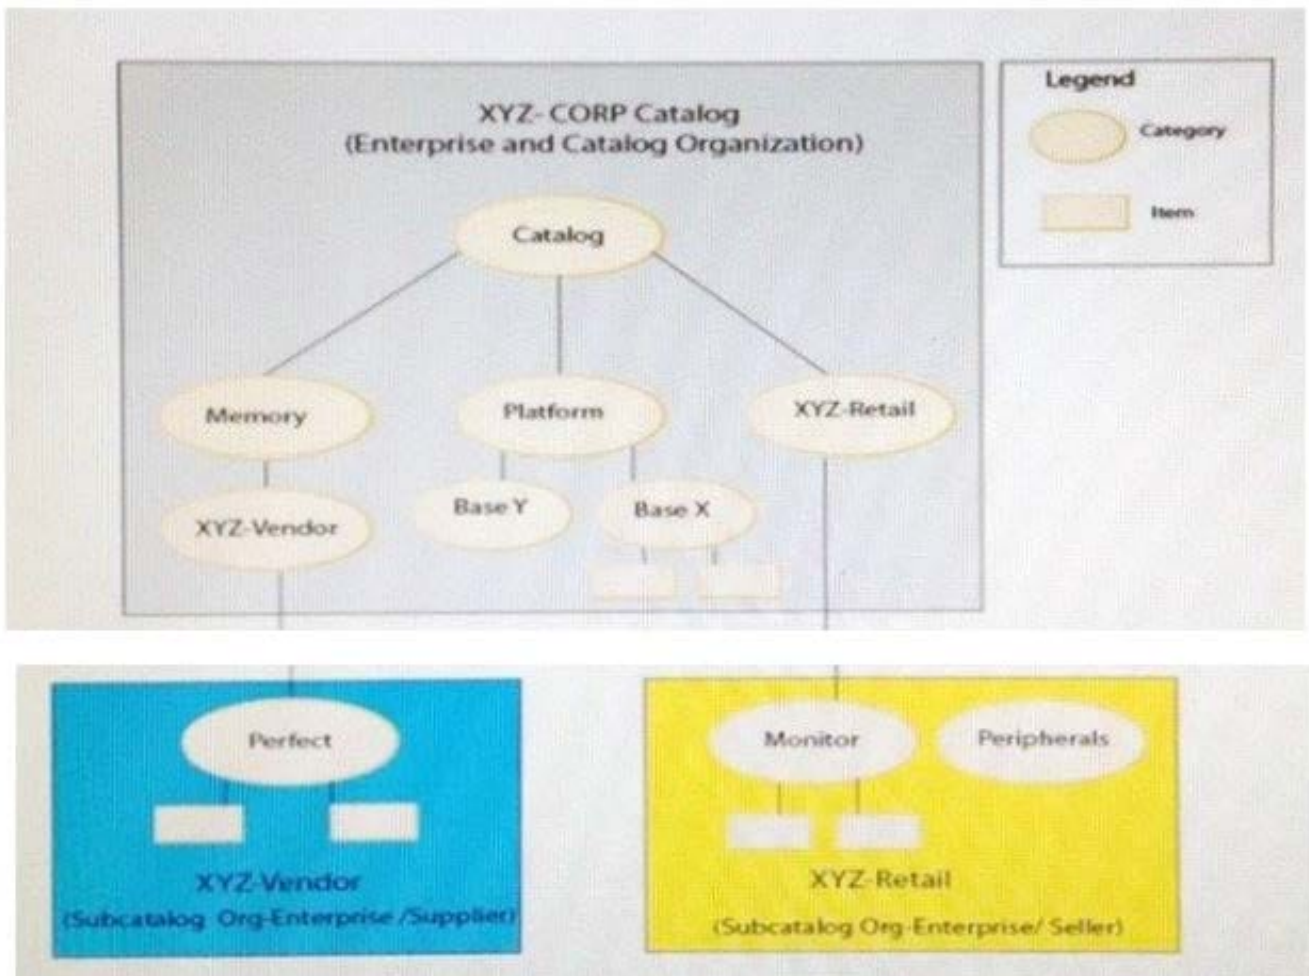 XYZ- CORP Catalog
(Enterprise and Catalog Organization)
Legend
Category
Item
Catalog
Memory
Platform
XYZ-Retail
XYZ-Vendor
Base Y
Base X
Perfect
Monitor
Peripherals
XYZ-Vendor
(Subcatalog Org-Enterprise /Supplier)
XYZ-Retail
(Subcatalog Org-Enterprise/ Seller)